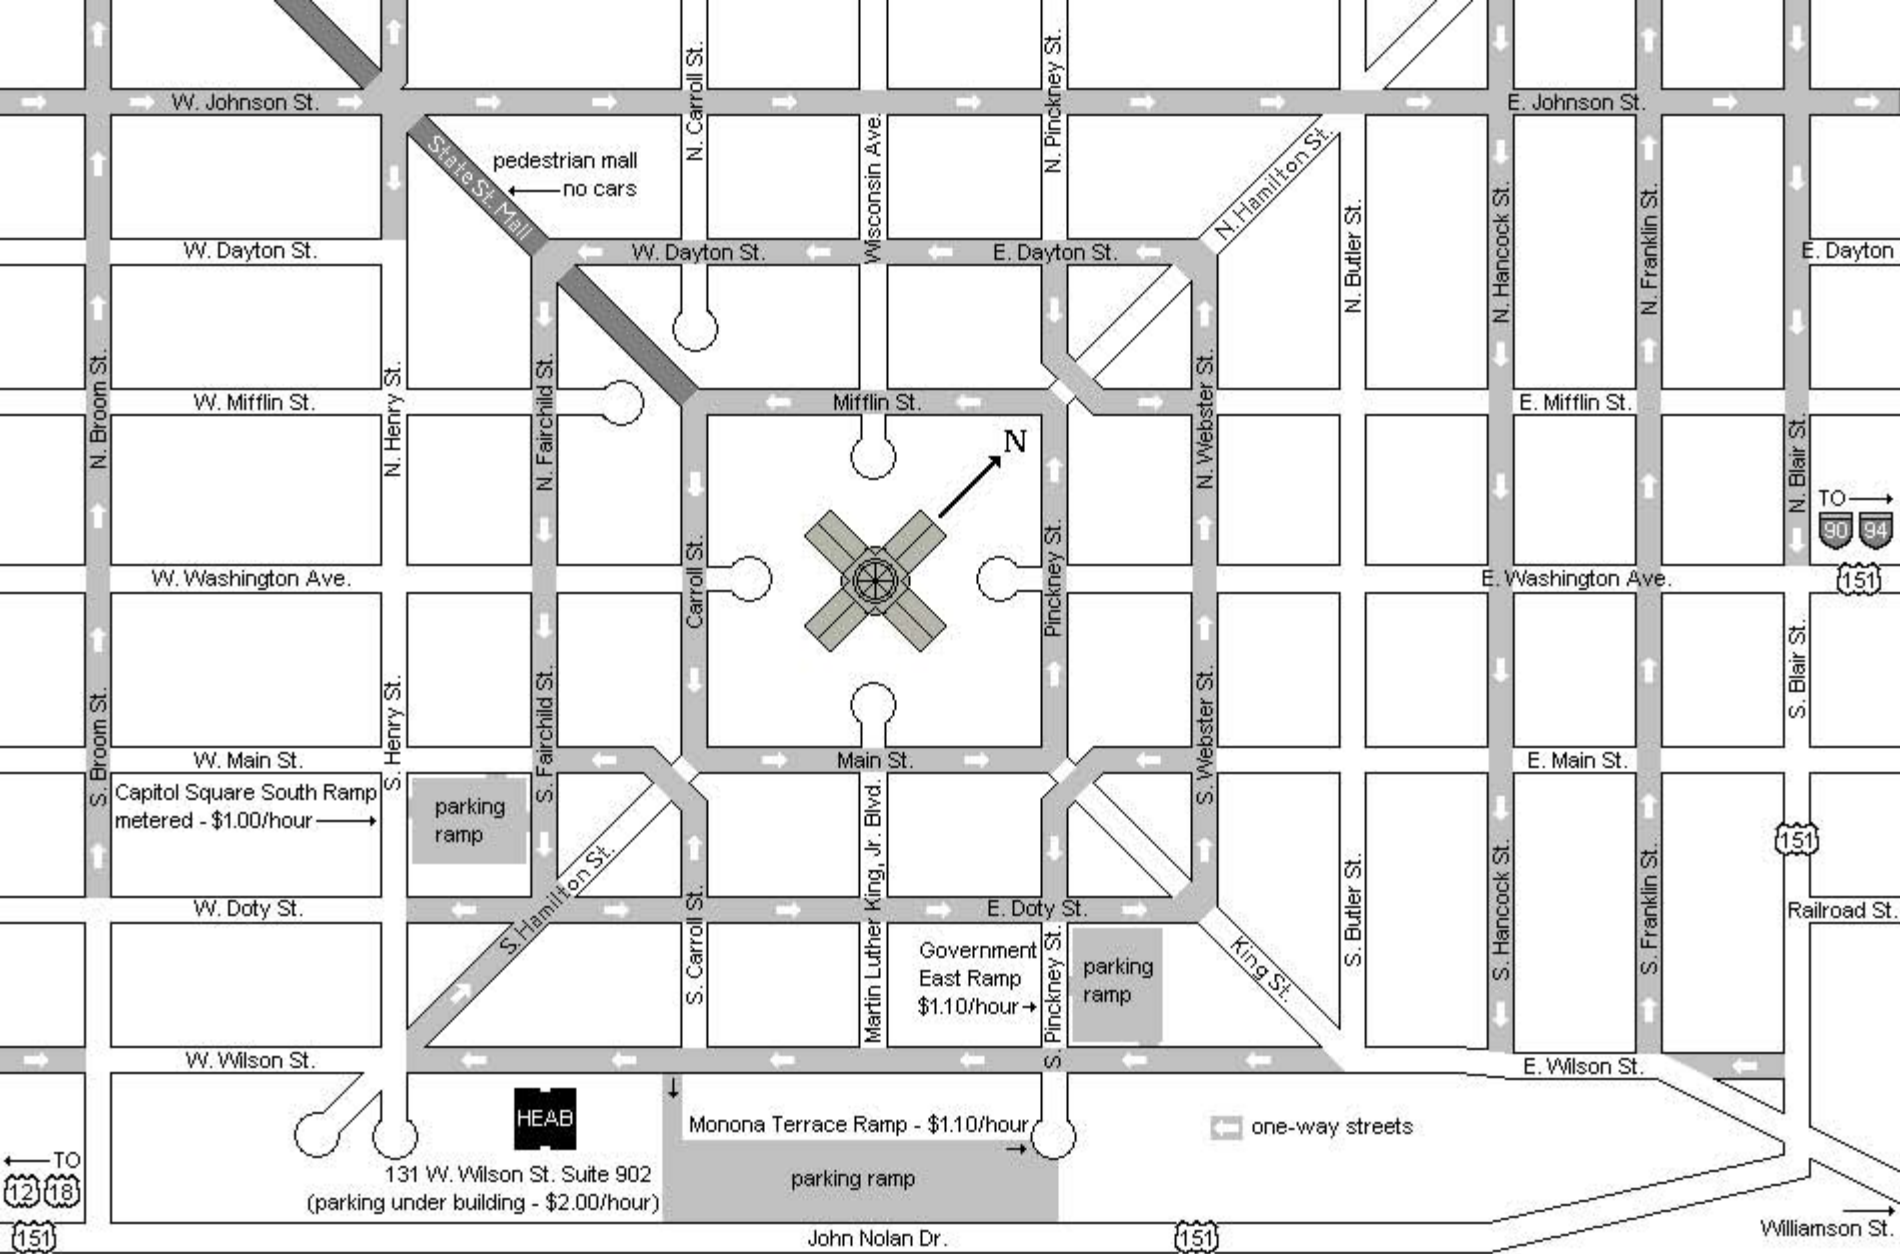 N. Carroll St.
N. Pinckney St.
W. Johnson St.
E. Johnson St.
State St. Mall
pedestrian mall
no cars
Wisconsin Ave.
N. Hamilton St.
W. Dayton St.
W. Dayton St.
E. Dayton St.
E. Dayton
N. Butler St.
N. Hancock St.
N. Franklin St.
N. Broom St.
W. Mifflin St.
N. Henry St.
N. Fairchild St.
Mifflin St.
N. Webster St.
E. Mifflin St.
N. Blair St.
N
TO
90 94
151
W. Washington Ave.
Carroll St.
Pinckney St.
E. Washington Ave.
S. Blair St.
S. Broom St.
W. Main St.
S. Henry St.
S. Fairchild St.
Main St.
S. Webster St.
E. Main St.
Capitol Square South Ramp
metered - $1.00/hour
parking
ramp
151
Martin Luther King, Jr. Blvd.
S. Hamilton St.
W. Doty St.
S. Carroll St.
E. Doty St.
S. Butler St.
S. Hancock St.
S. Franklin St.
Railroad St.
Government
East Ramp
$1.10/hour
S. Pinckney St.
parking
ramp
King St.
W. Wilson St.
E. Wilson St.
HEAB
Monona Terrace Ramp - $1.10/hour
one-way streets
TO
12 18
151
131 W. Wilson St. Suite 902
(parking under building - $2.00/hour)
parking ramp
John Nolan Dr.
151
Williamson St.